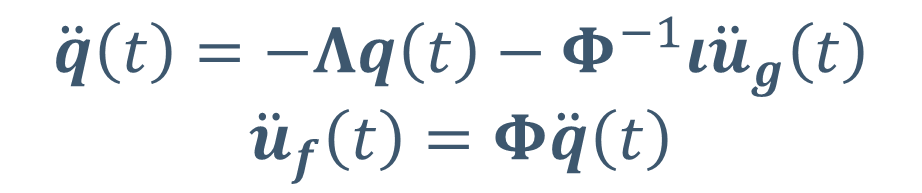 q̈(t) = −Λq(t) − Φ⁻¹ιü_g(t)
ü_f(t) = Φq̈(t)